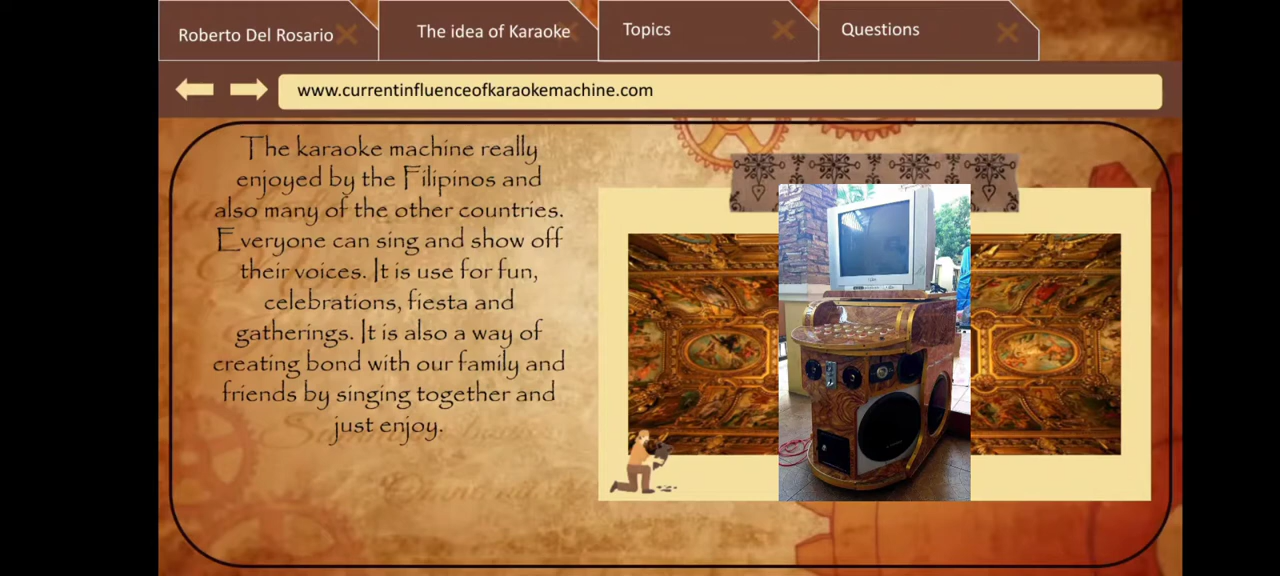 Roberto Del Rosario
The idea of Karaoke
Topics
Questions
www.currentinfluenceofkaraokemachine.com
The karaoke machine really
enjoyed by the Filipinos and
also many of the other countries.
Everyone can sing and show off
their voices. It is use for fun,
celebrations, fiesta and
gatherings. It is also a way of
creating bond with our family and
friends by singing together and
just enjoy.